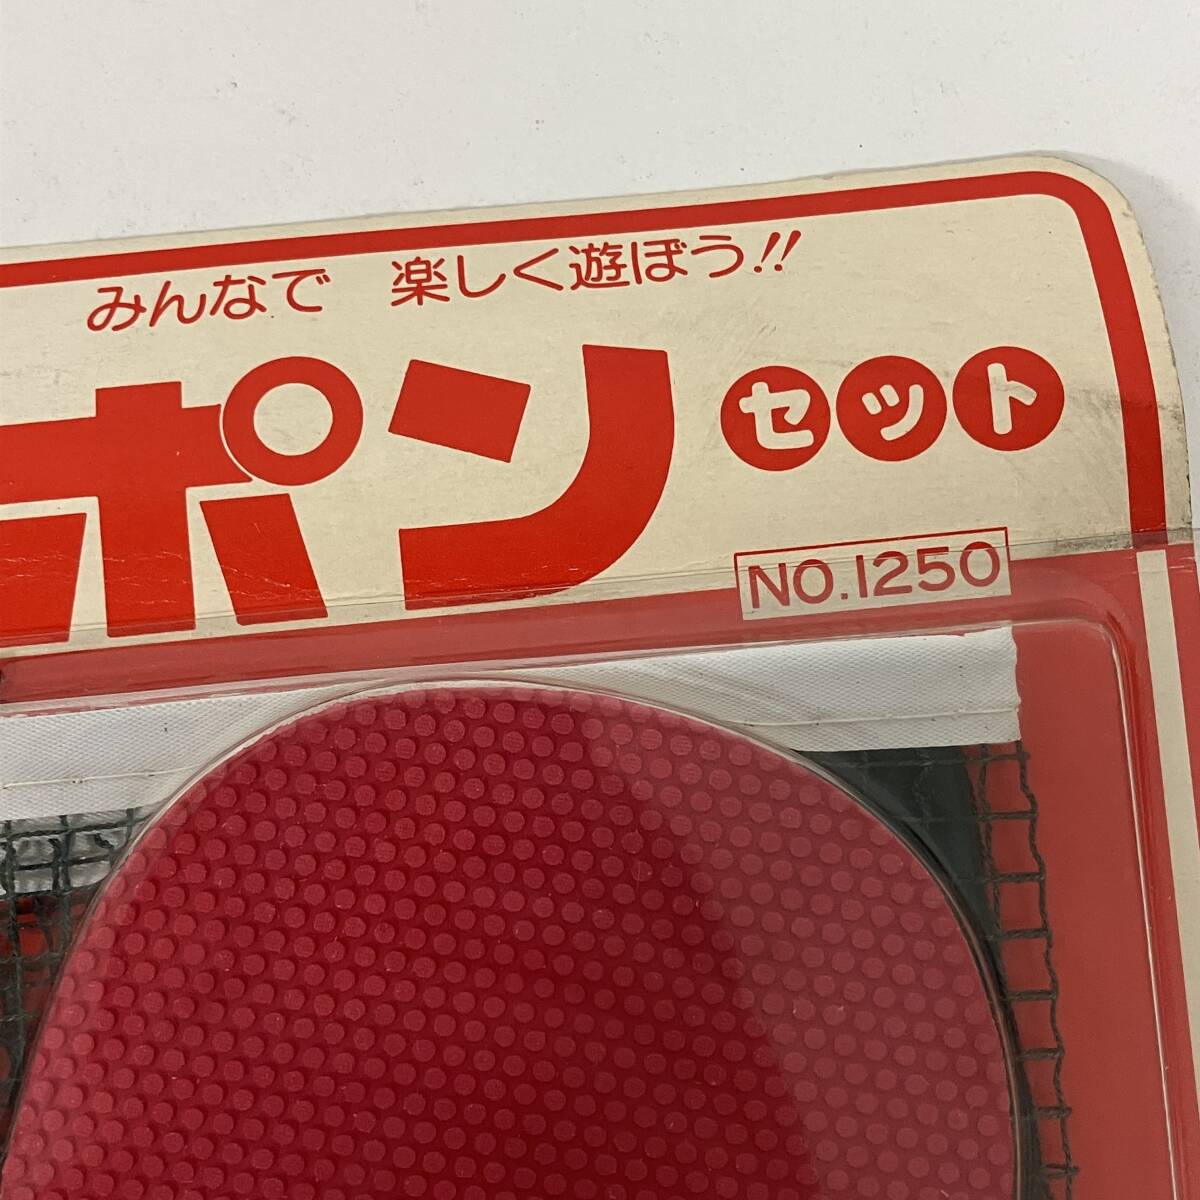 みんなで 楽しく遊ぼう!!
ポン セット
NO.1250